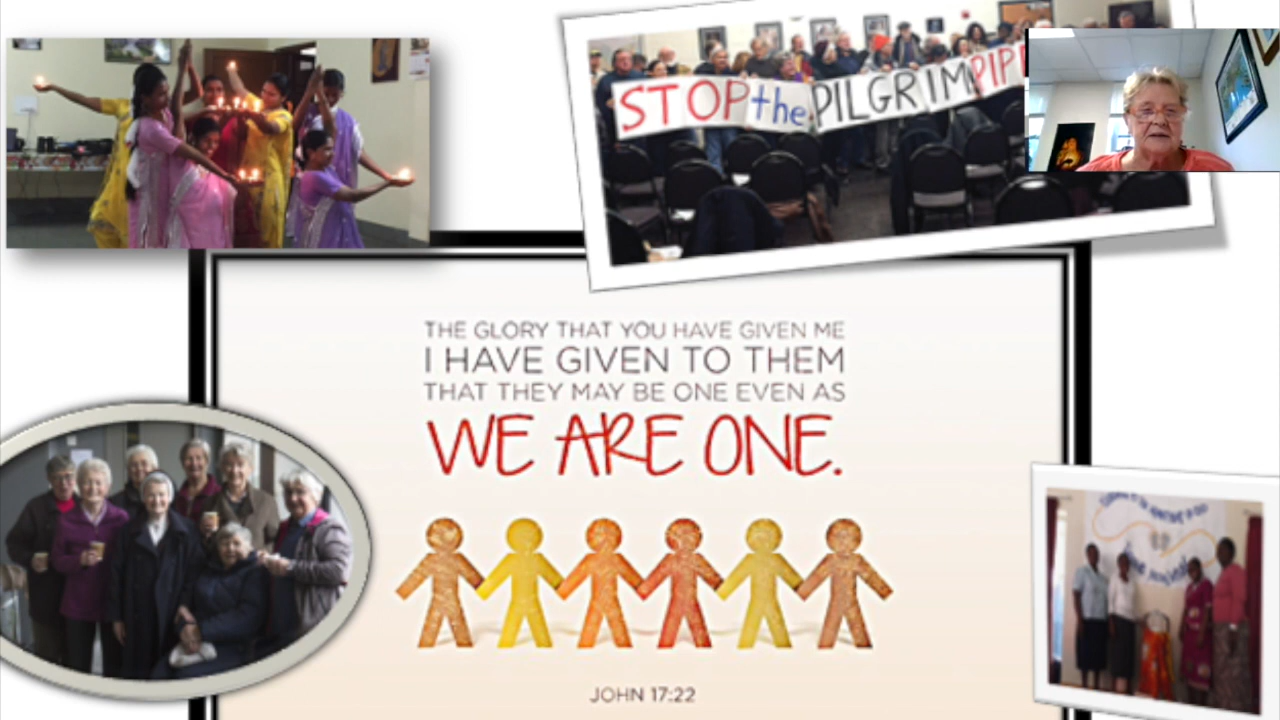 STOP the PILGRIM PIP
THE GLORY THAT YOU HAVE GIVEN ME
I HAVE GIVEN TO THEM
THAT THEY MAY BE ONE EVEN AS
WE ARE ONE.
JOHN 17:22